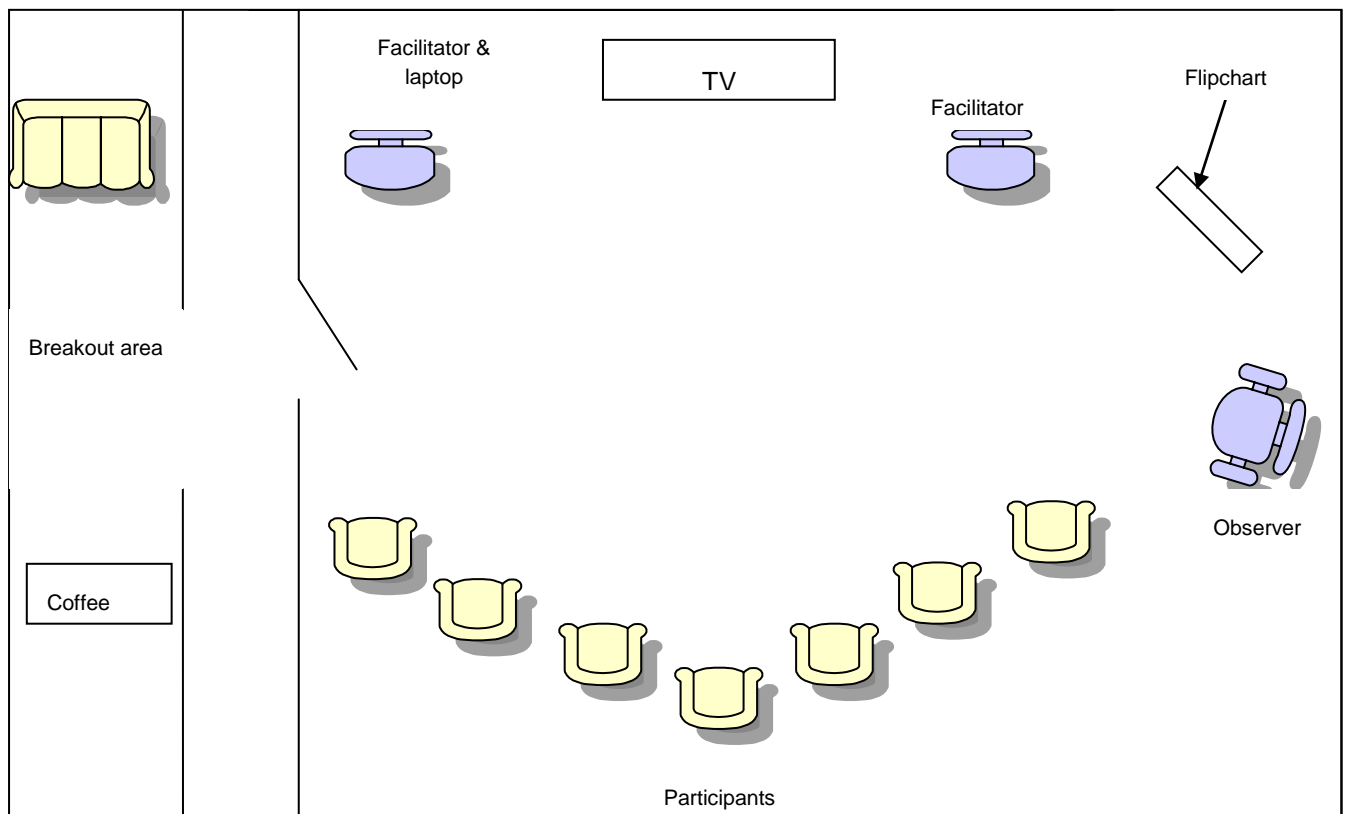 Facilitator &
laptop
TV
Flipchart
Facilitator
Breakout area
Observer
Coffee
Participants